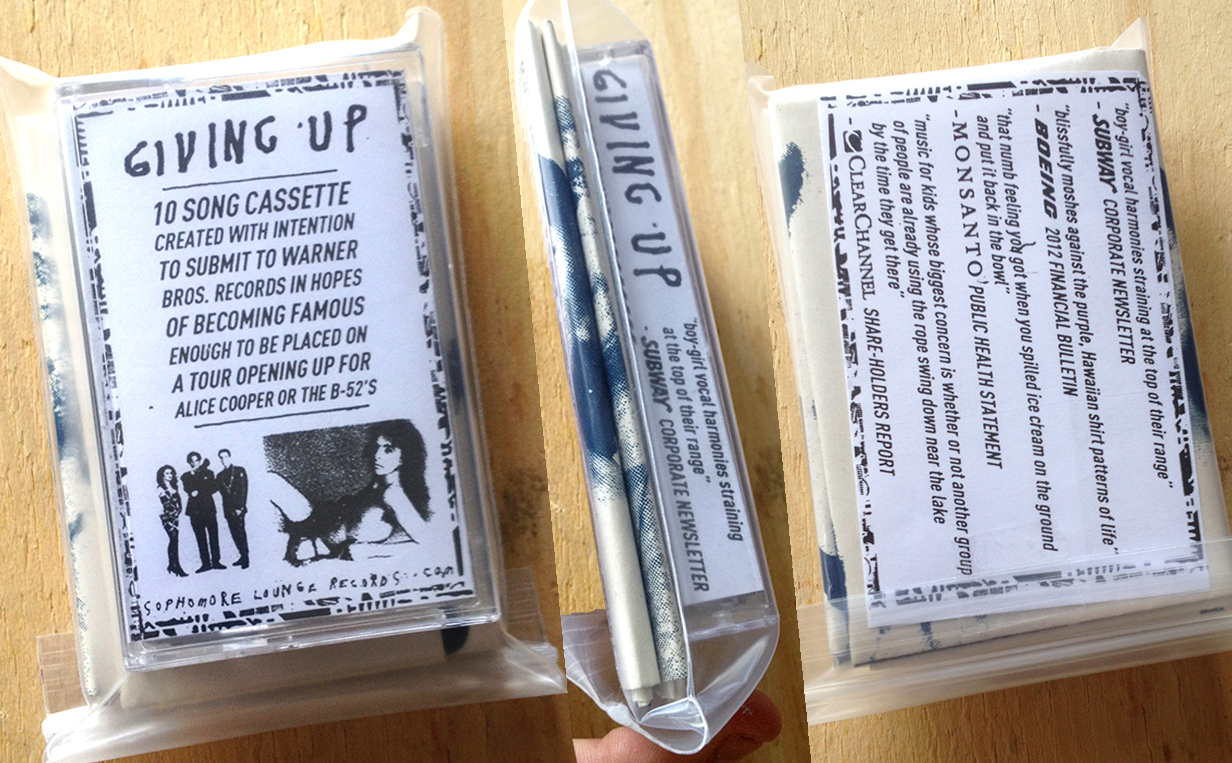 GIVING UP
10 SONG CASSETTE
CREATED WITH INTENTION
TO SUBMIT TO WARNER
BROS. RECORDS IN HOPES
OF BECOMING FAMOUS
ENOUGH TO BE PLACED ON
A TOUR OPENING UP FOR
ALICE COOPER OR THE B-52'S
SOPHOMORE LOUNGE RECORDS.COM
GIVING UP
"boy-girl vocal harmonies straining
at the top of their range"
- SUBWAY CORPORATE NEWSLETTER
"boy-girl vocal harmonies straining at the top of their range"
- SUBWAY CORPORATE NEWSLETTER
"blissfully moshes against the purple, Hawaiian shirt patterns of life"
- BOEING 2012 FINANCIAL BULLETIN
"that numb feeling you got when you spilled ice cream on the ground
and put it back in the bowl"
- MONSANTO PUBLIC HEALTH STATEMENT
"music for kids whose biggest concern is whether or not another group
of people are already using the rope swing down near the lake
by the time they get there"
- CLEARCHANNEL SHARE-HOLDERS REPORT